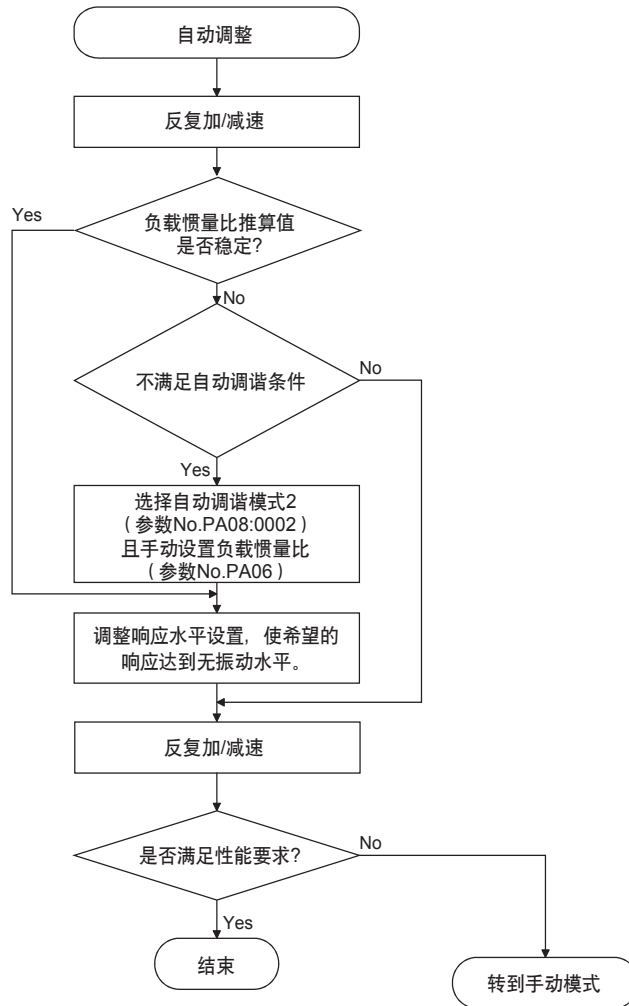 自动调整
反复加/减速
Yes
负载惯量比推算值
是否稳定?
No
不满足自动调谐条件
No
Yes
选择自动调谐模式2
（参数No.PA08:0002）
且手动设置负载惯量比
（参数No.PA06）
调整响应水平设置，使希望的
响应达到无振动水平。
反复加/减速
是否满足性能要求?
No
Yes
结束
转到手动模式